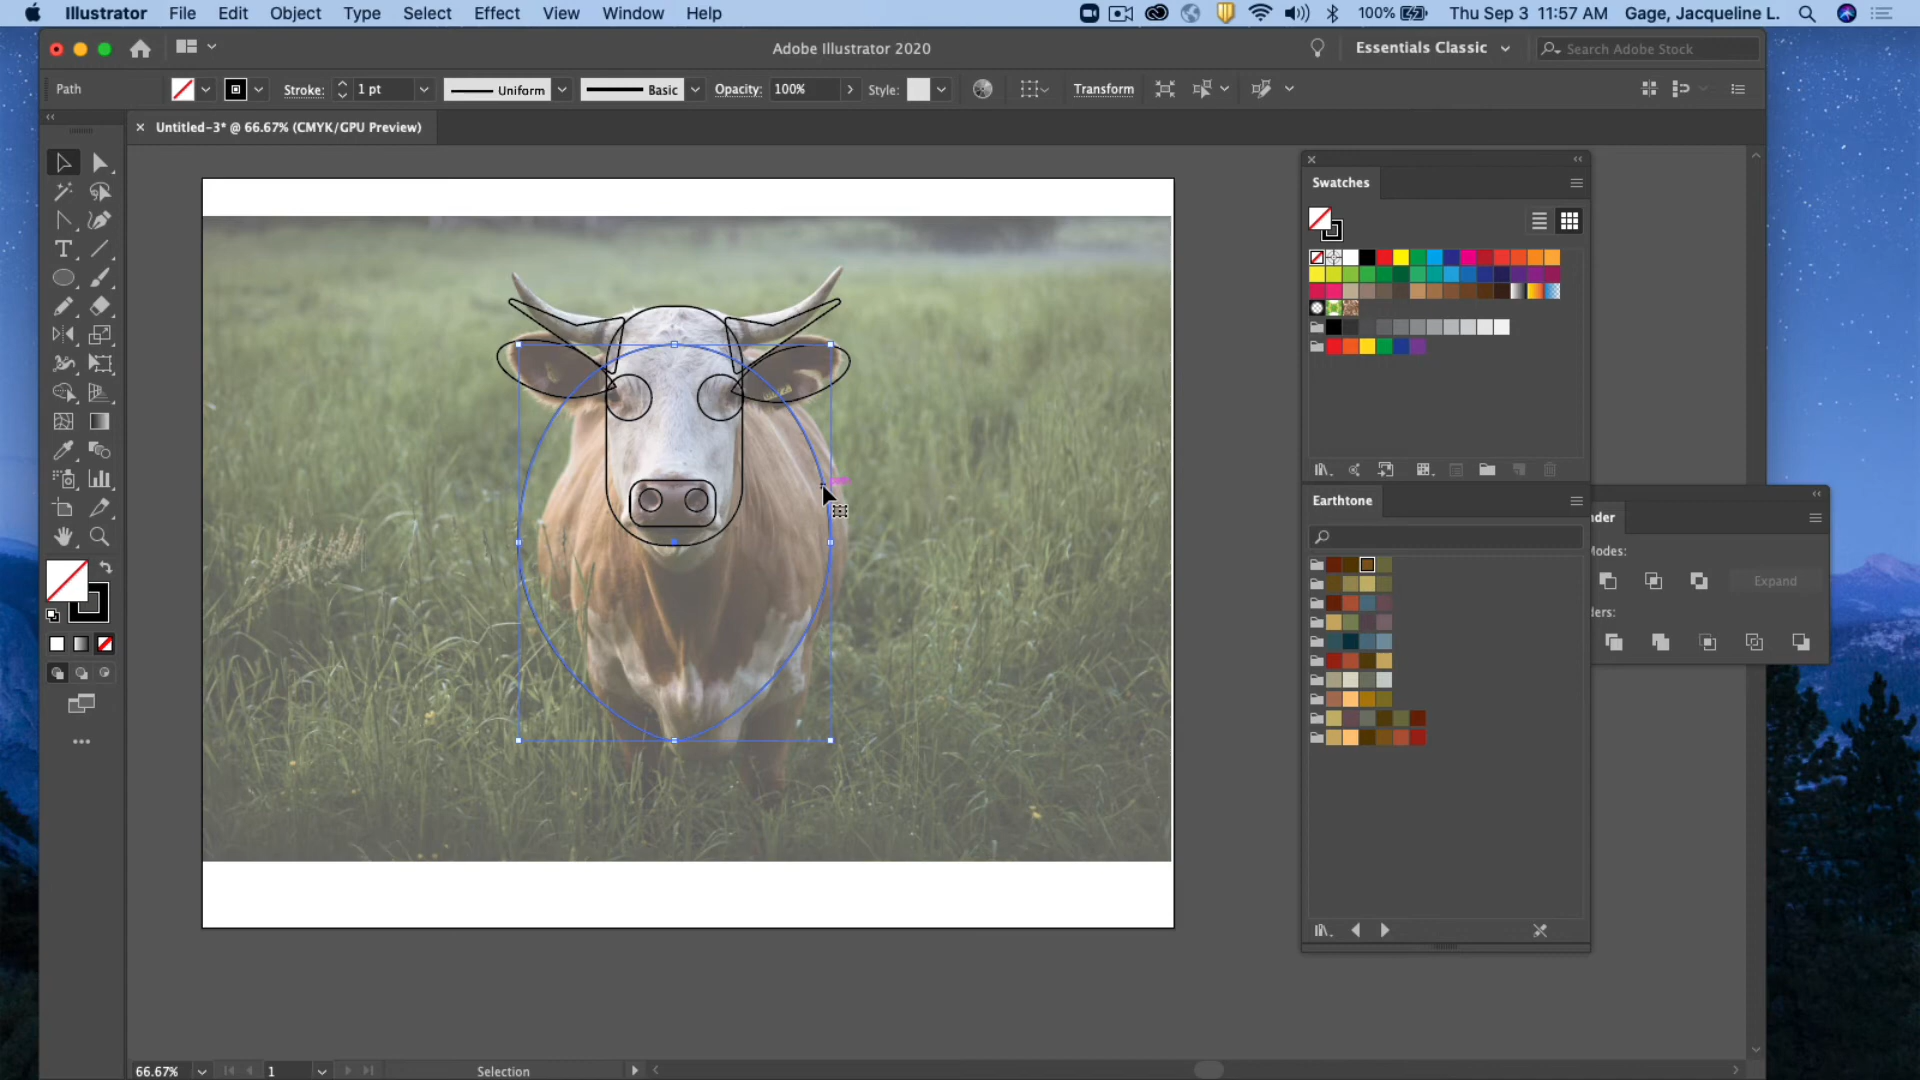 Illustrator File Edit Object Type Select Effect View Window Help 100% Thu Sep 3 11:57 AM Gage, Jacqueline L.
Adobe Illustrator 2020 Essentials Classic Search Adobe Stock
Path Stroke: 1 pt Uniform Basic Opacity: 100% Style: Transform
Untitled-3* @ 66.67% (CMYK/GPU Preview)
Swatches
Earthtone
nder
Modes:
Expand
ders:
66.67% 1 Selection